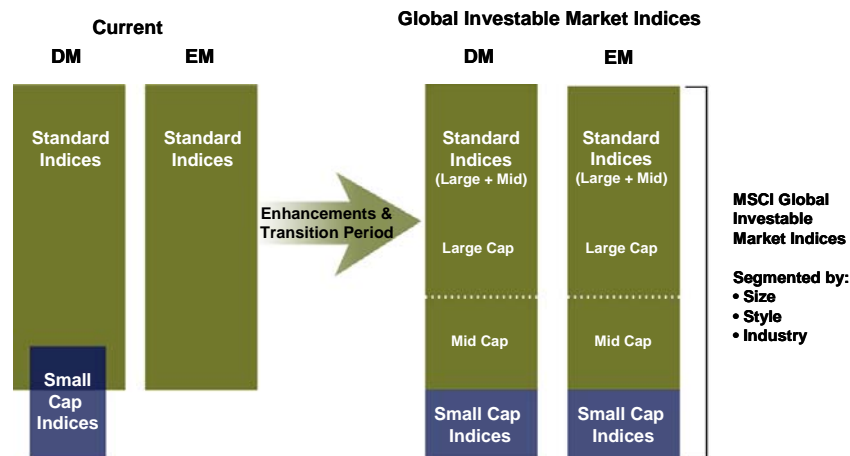 Current
DM
EM
Standard
Indices
Standard
Indices
Small
Cap
Indices
Enhancements &
Transition Period
Global Investable Market Indices
DM
EM
Standard
Indices
(Large + Mid)
Large Cap
Mid Cap
Small Cap
Indices
Standard
Indices
(Large + Mid)
Large Cap
Mid Cap
Small Cap
Indices
MSCI Global
Investable
Market Indices
Segmented by:
• Size
• Style
• Industry